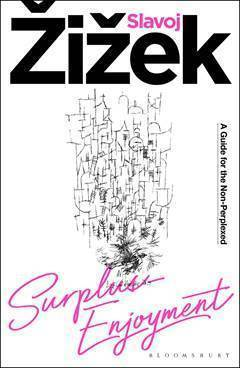 Slavoj
Žižek
A Guide for the Non-Perplexed
Surplus
Enjoyment
BLOOMSBURY